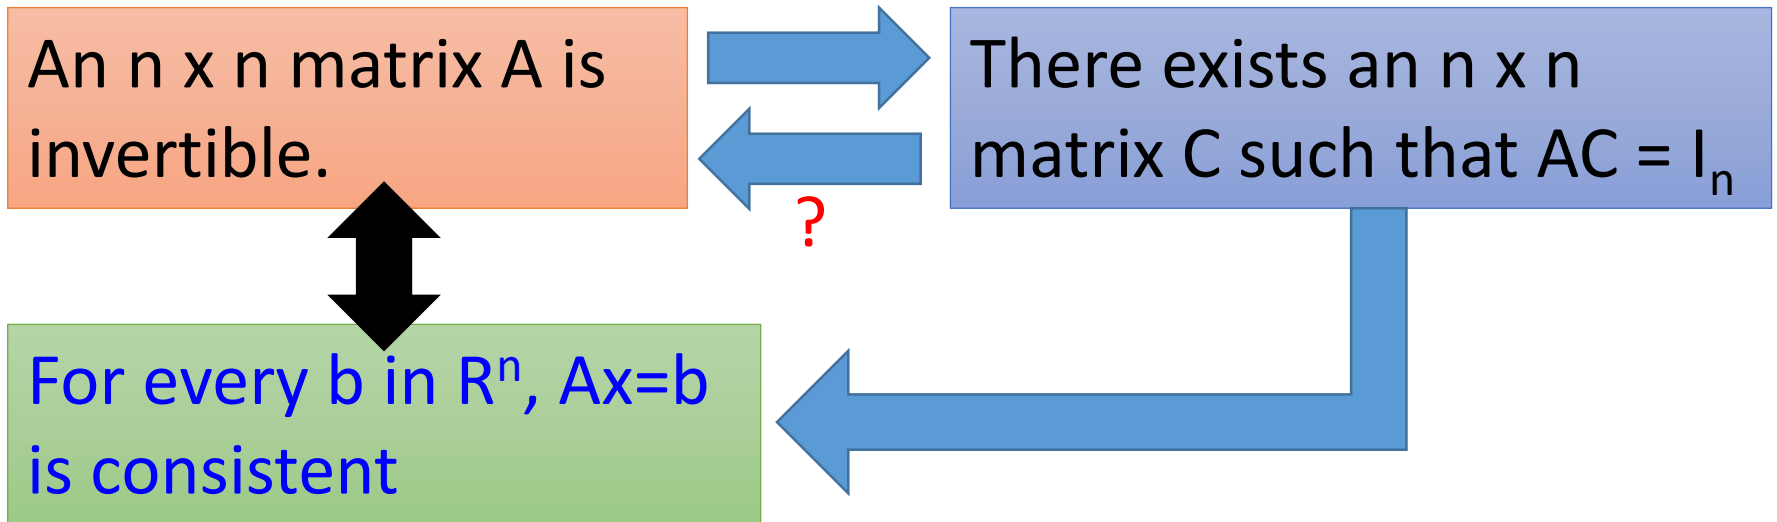 An n x n matrix A is
invertible.
There exists an n x n
matrix C such that AC = Iₙ
?
For every b in Rⁿ, Ax=b
is consistent